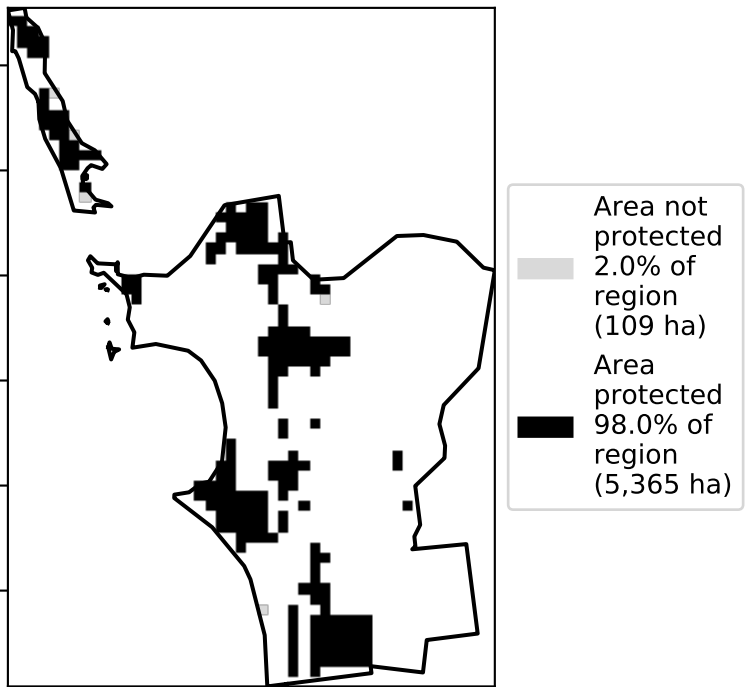 Area not
protected
2.0% of
region
(109 ha)
Area
protected
98.0% of
region
(5,365 ha)